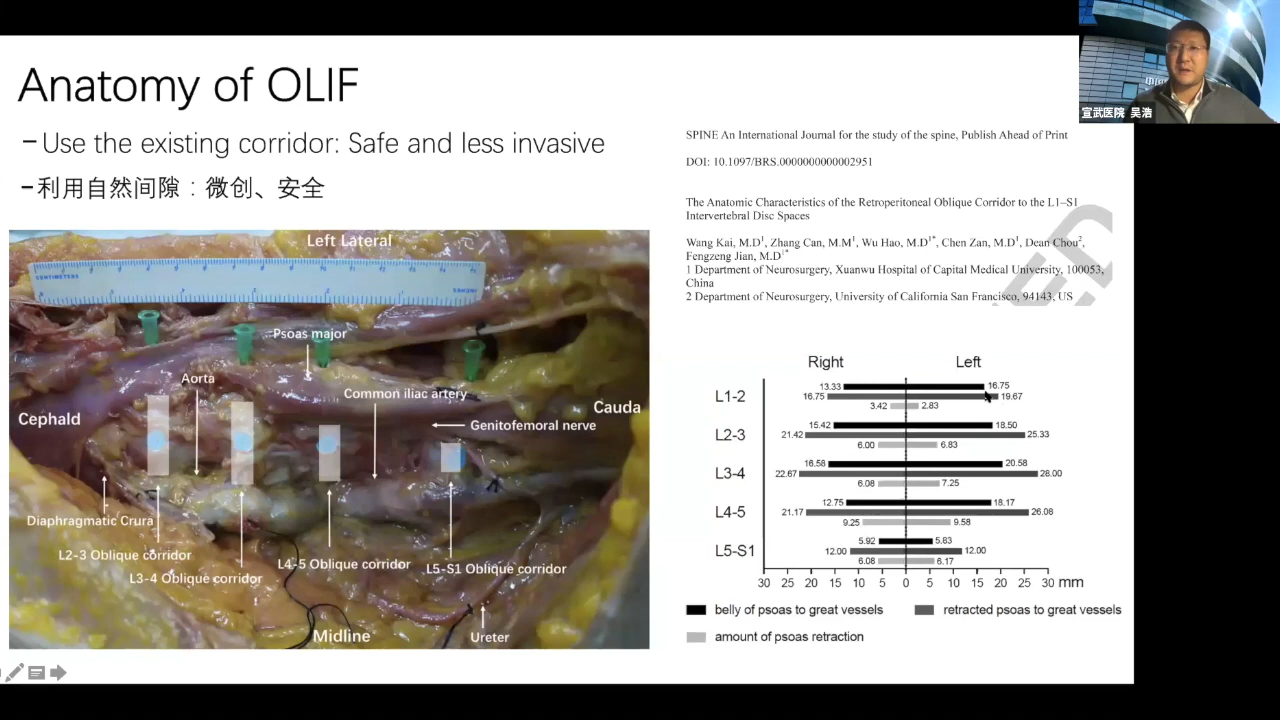 Anatomy of OLIF
– Use the existing corridor: Safe and less invasive
– 利用自然间隙：微创、安全
宣武医院 吴浩
SPINE An International Journal for the study of the spine, Publish Ahead of Print
DOI: 10.1097/BRS.0000000000002951
The Anatomic Characteristics of the Retroperitoneal Oblique Corridor to the L1–S1
Intervertebral Disc Spaces
Wang Kai, M.D1, Zhang Can, M.M1, Wu Hao, M.D1*, Chen Zan, M.D1, Dean Chou2,
Fengzeng Jian, M.D1*
1 Department of Neurosurgery, Xuanwu Hospital of Capital Medical University, 100053,
China
2 Department of Neurosurgery, University of California San Francisco, 94143, US
Left Lateral
CENTIMETERS
Psoas major
Aorta
Common iliac artery
Cephald
Cauda
Genitofemoral nerve
Diaphragmatic Crura
L2-3 Oblique corridor
L3-4 Oblique corridor
L4-5 Oblique corridor
L5-S1 Oblique corridor
Midline
Ureter
Right Left
L1-2
13.33 16.75
16.75 19.67
3.42 2.83
L2-3
15.42 18.50
21.42 25.33
6.00 6.83
L3-4
16.58 20.58
22.67 28.00
6.08 7.25
L4-5
12.75 18.17
21.17 26.08
9.25 9.58
L5-S1
5.92 5.83
12.00 12.00
6.08 6.17
30 25 20 15 10 5 0 5 10 15 20 25 30 mm
belly of psoas to great vessels
retracted psoas to great vessels
amount of psoas retraction